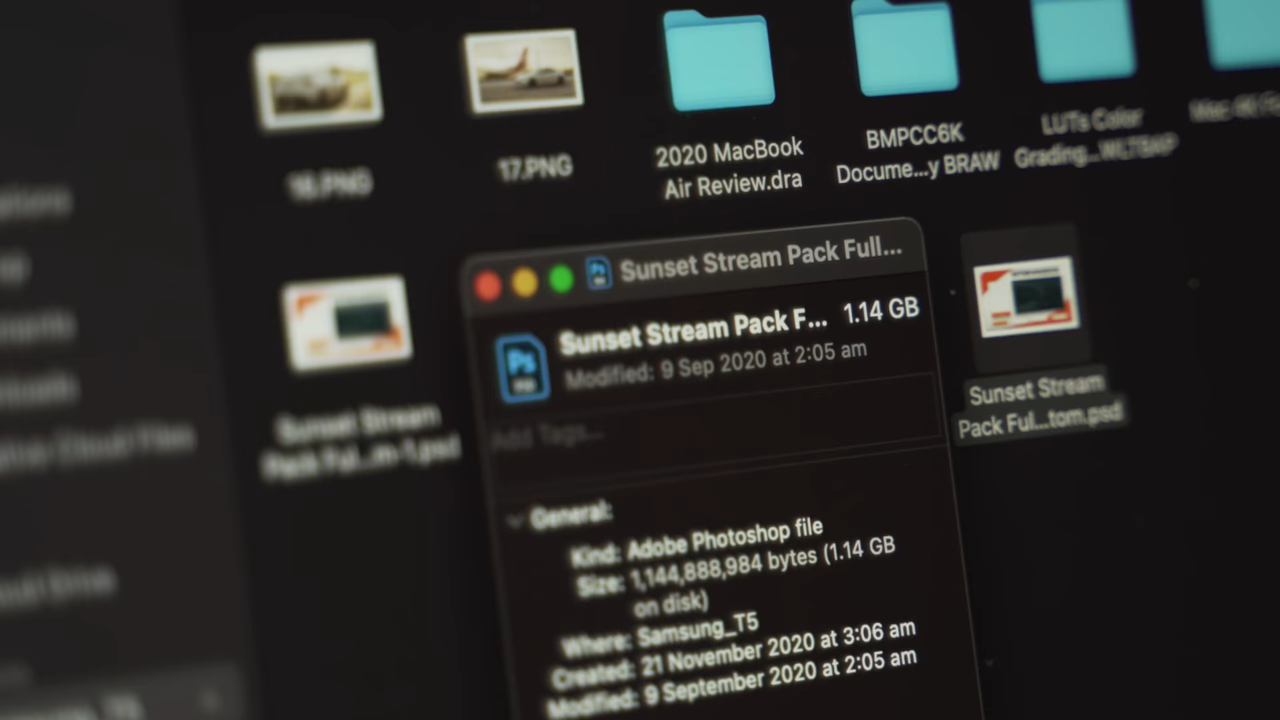 16.PNG
17.PNG
2020 MacBook
Air Review.dra
BMPCC6K
Docume...y BRAW
LUTs Color
Grading...
Sunset Stream Pack Full...
Ps
Sunset Stream Pack F... 1.14 GB
Modified: 9 Sep 2020 at 2:05 am
Add Tags...
Sunset Stream
Pack Ful...m-1.psd
Sunset Stream
Pack Ful...tom.psd
General:
Kind: Adobe Photoshop file
Size: 1,144,888,984 bytes (1.14 GB
on disk)
Where: Samsung_T5
Created: 21 November 2020 at 3:06 am
Modified: 9 September 2020 at 2:05 am